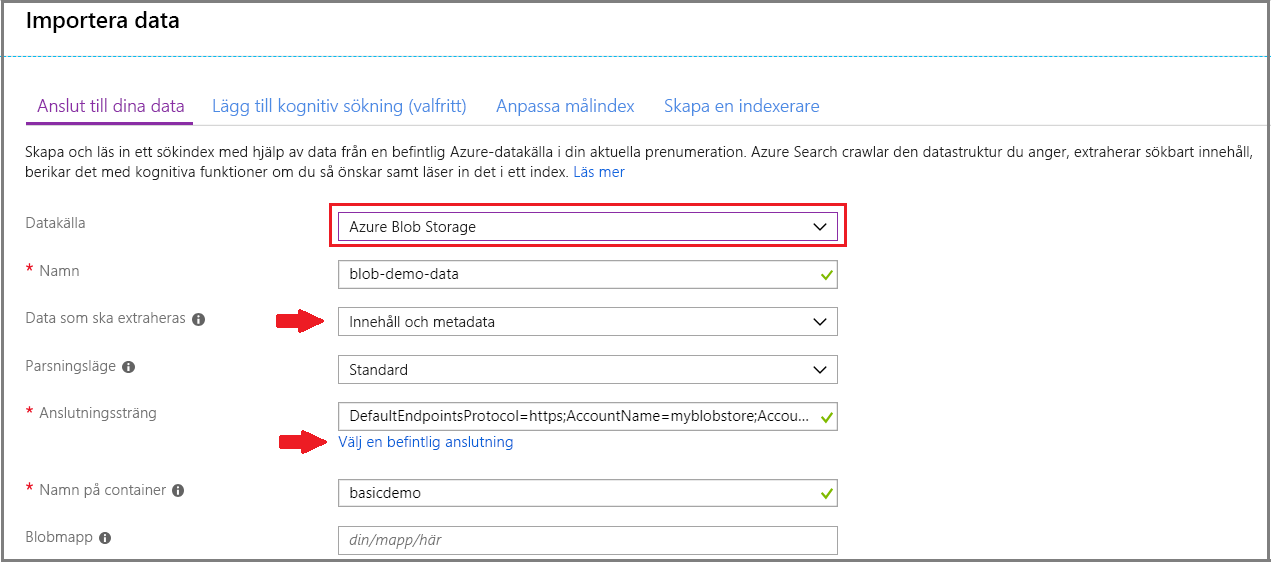 Importera data
Anslut till dina data Lägg till kognitiv sökning (valfritt) Anpassa målindex Skapa en indexerare
Skapa och läs in ett sökindex med hjälp av data från en befintlig Azure-datakälla i din aktuella prenumeration. Azure Search crawlar den datastruktur du anger, extraherar sökbart innehåll,
berikar det med kognitiva funktioner om du så önskar samt läser in det i ett index. Läs mer
Datakälla Azure Blob Storage
* Namn blob-demo-data
Data som ska extraheras Innehåll och metadata
Parsningsläge Standard
* Anslutningssträng DefaultEndpointsProtocol=https;AccountName=myblobstore;Accou...
Välj en befintlig anslutning
* Namn på container basicdemo
Blobmapp din/mapp/här